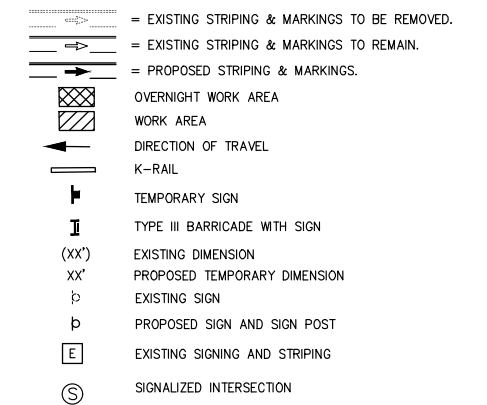 = EXISTING STRIPING & MARKINGS TO BE REMOVED.
= EXISTING STRIPING & MARKINGS TO REMAIN.
= PROPOSED STRIPING & MARKINGS.
OVERNIGHT WORK AREA
WORK AREA
DIRECTION OF TRAVEL
K-RAIL
TEMPORARY SIGN
TYPE III BARRICADE WITH SIGN
(XX') EXISTING DIMENSION
XX' PROPOSED TEMPORARY DIMENSION
EXISTING SIGN
PROPOSED SIGN AND SIGN POST
E EXISTING SIGNING AND STRIPING
S SIGNALIZED INTERSECTION